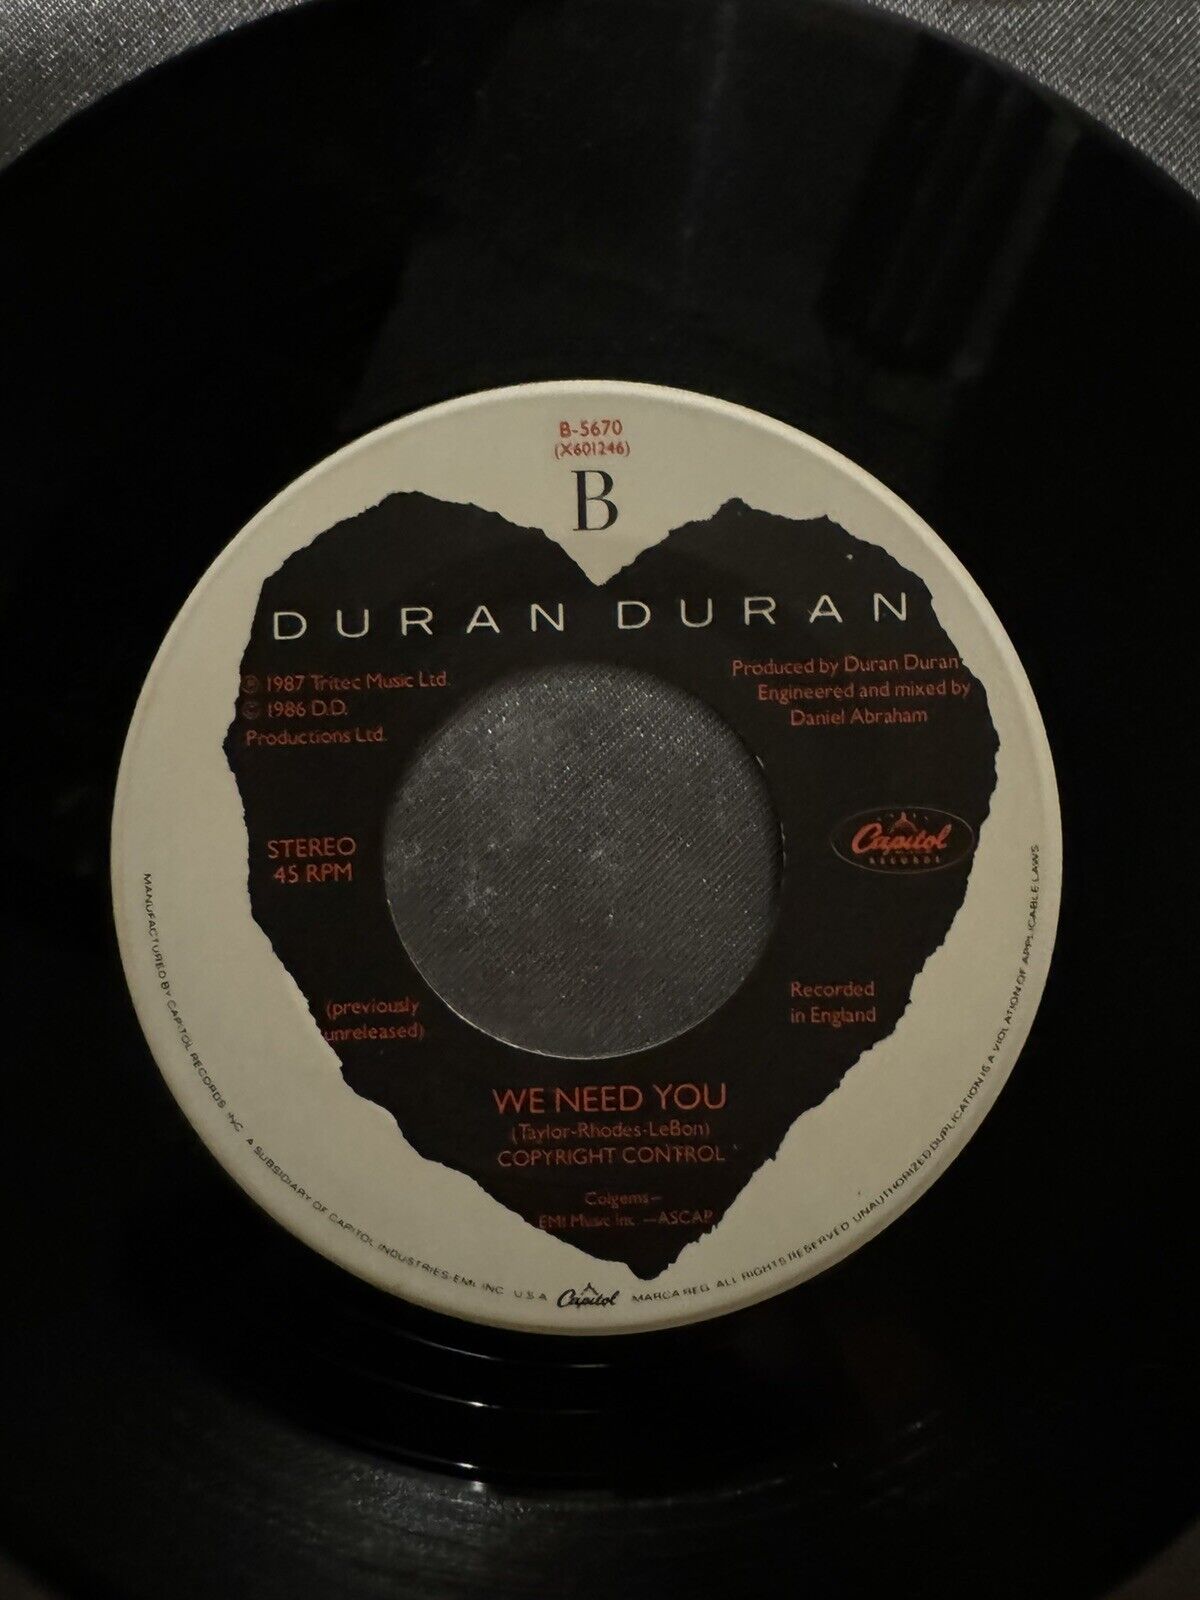 B-5670
(X601246)
B
DURAN DURAN
℗ 1987 Tritec Music Ltd.
© 1986 D.D.
Productions Ltd.
Produced by Duran Duran
Engineered and mixed by
Daniel Abraham
STEREO
45 RPM
Capitol
RECORDS
(previously
unreleased)
Recorded
in England
WE NEED YOU
(Taylor-Rhodes-LeBon)
COPYRIGHT CONTROL
Colgems–
EMI Music Inc. —ASCAP
MANUFACTURED BY CAPITOL RECORDS, INC. A SUBSIDIARY OF CAPITOL INDUSTRIES-EMI, INC. U.S.A. Capitol MARCA REG. ALL RIGHTS RESERVED. UNAUTHORIZED DUPLICATION IS A VIOLATION OF APPLICABLE LAWS